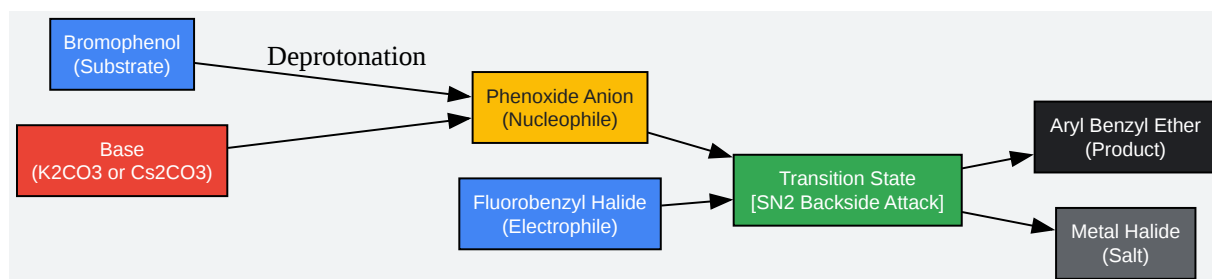 Bromophenol
(Substrate)
Deprotonation
Base
(K2CO3 or Cs2CO3)
Phenoxide Anion
(Nucleophile)
Fluorobenzyl Halide
(Electrophile)
Transition State
[SN2 Backside Attack]
Aryl Benzyl Ether
(Product)
Metal Halide
(Salt)